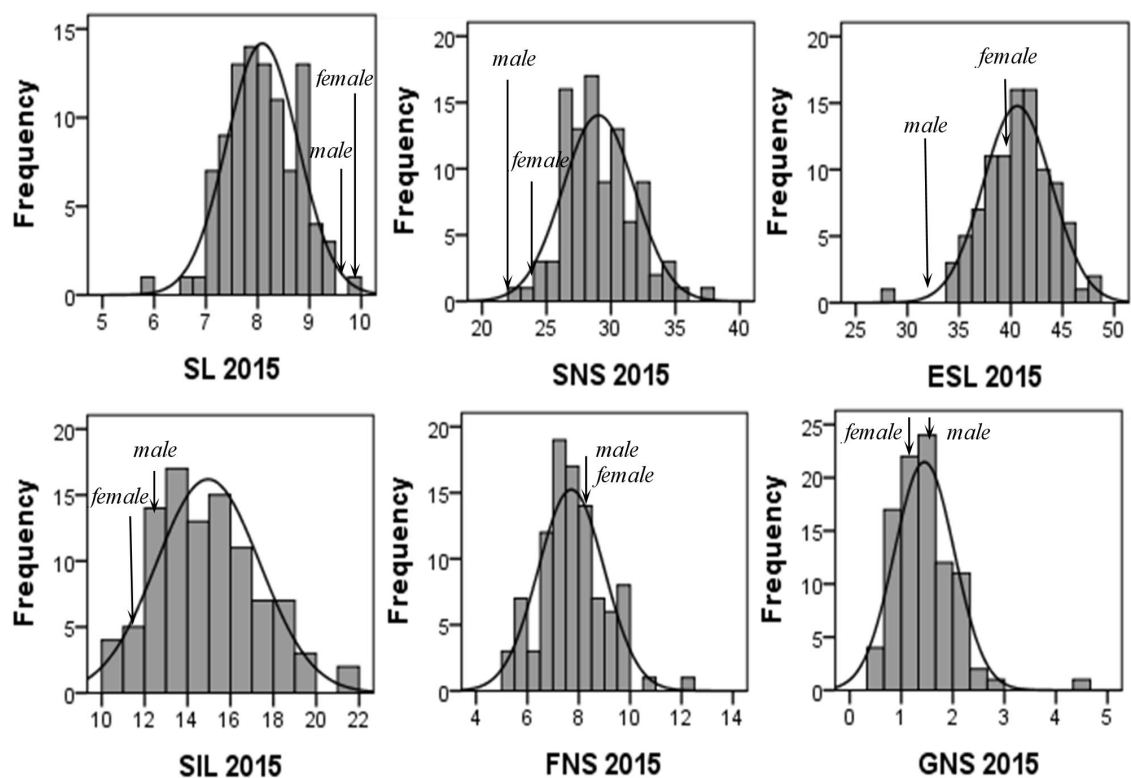 Frequency
15
10
5
0
male
female
5 6 7 8 9 10
SL 2015
Frequency
20
15
10
5
0
male
female
20 25 30 35 40
SNS 2015
Frequency
20
15
10
5
0
male
female
25 30 35 40 45 50
ESL 2015
Frequency
20
15
10
5
0
female
male
10 12 14 16 18 20 22
SIL 2015
Frequency
20
15
10
5
0
male
female
4 6 8 10 12 14
FNS 2015
Frequency
25
20
15
10
5
0
female
male
0 1 2 3 4 5
GNS 2015